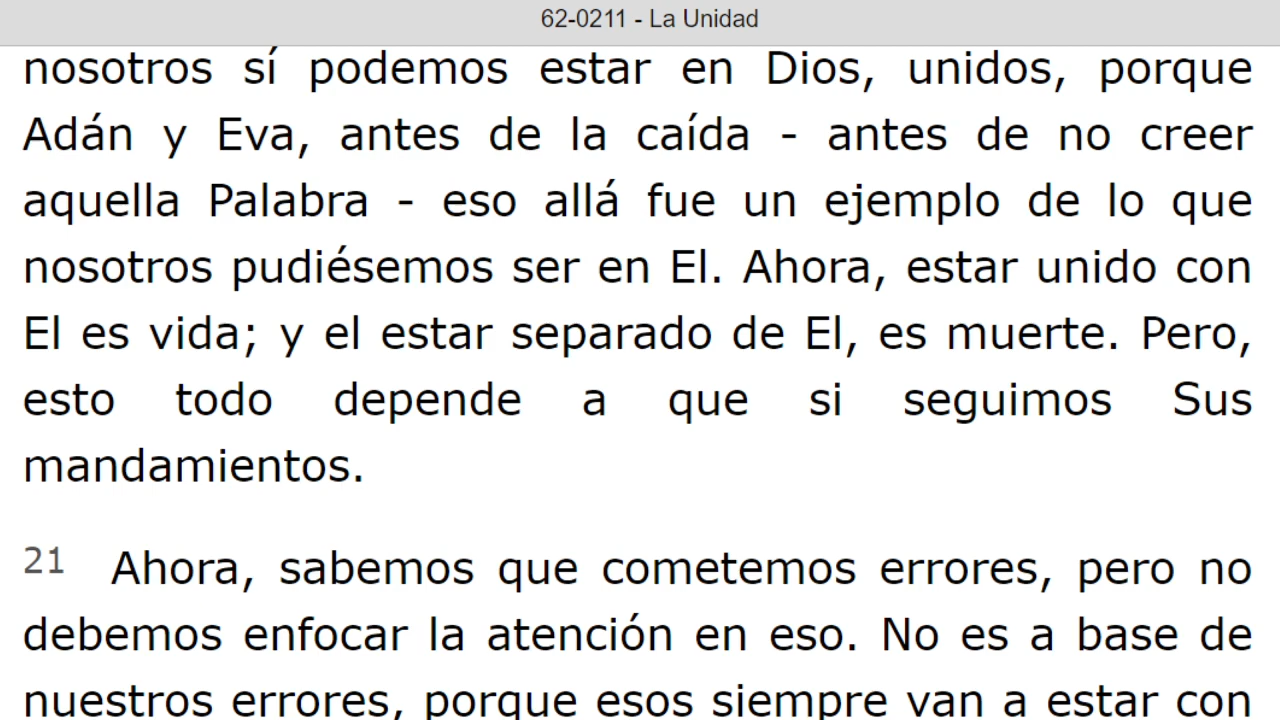 62-0211 - La Unidad
nosotros sí podemos estar en Dios, unidos, porque
Adán y Eva, antes de la caída - antes de no creer
aquella Palabra - eso allá fue un ejemplo de lo que
nosotros pudiésemos ser en El. Ahora, estar unido con
El es vida; y el estar separado de El, es muerte. Pero,
esto todo depende a que si seguimos Sus
mandamientos.
21 Ahora, sabemos que cometemos errores, pero no
debemos enfocar la atención en eso. No es a base de
nuestros errores, porque esos siempre van a estar con